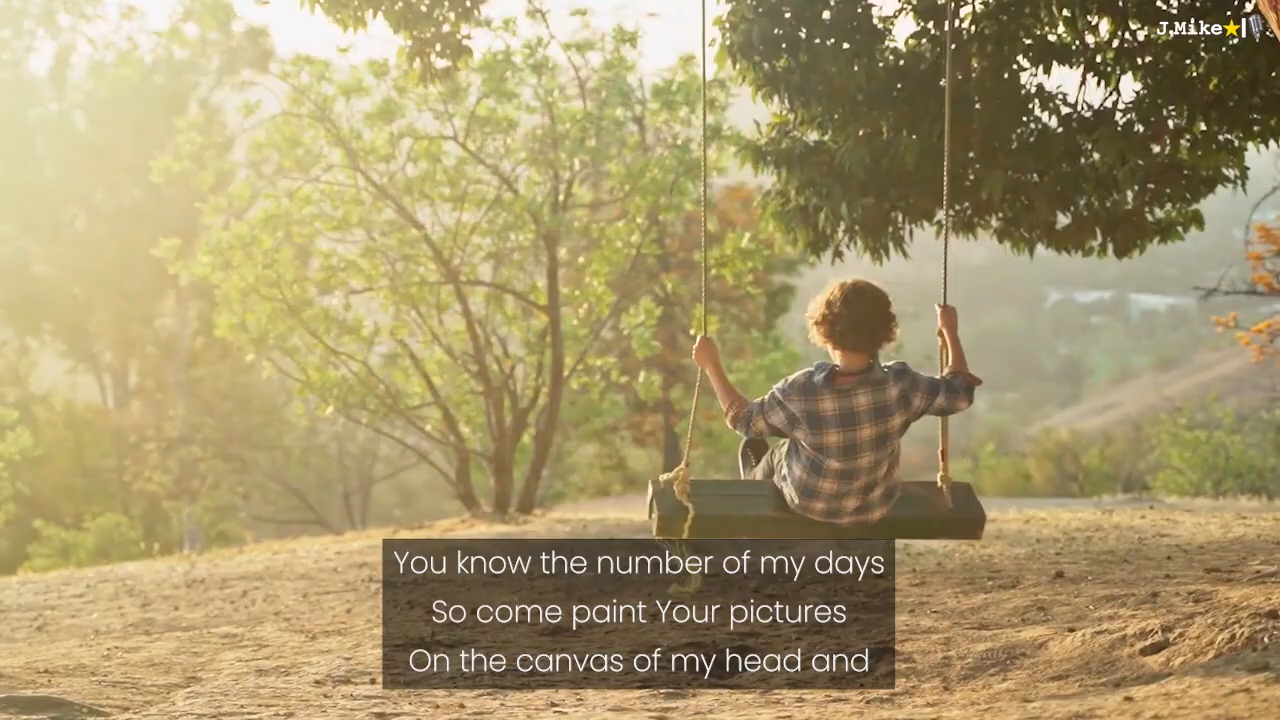 J.Mike⭐|🎙️
You know the number of my days
So come paint Your pictures
On the canvas of my head and